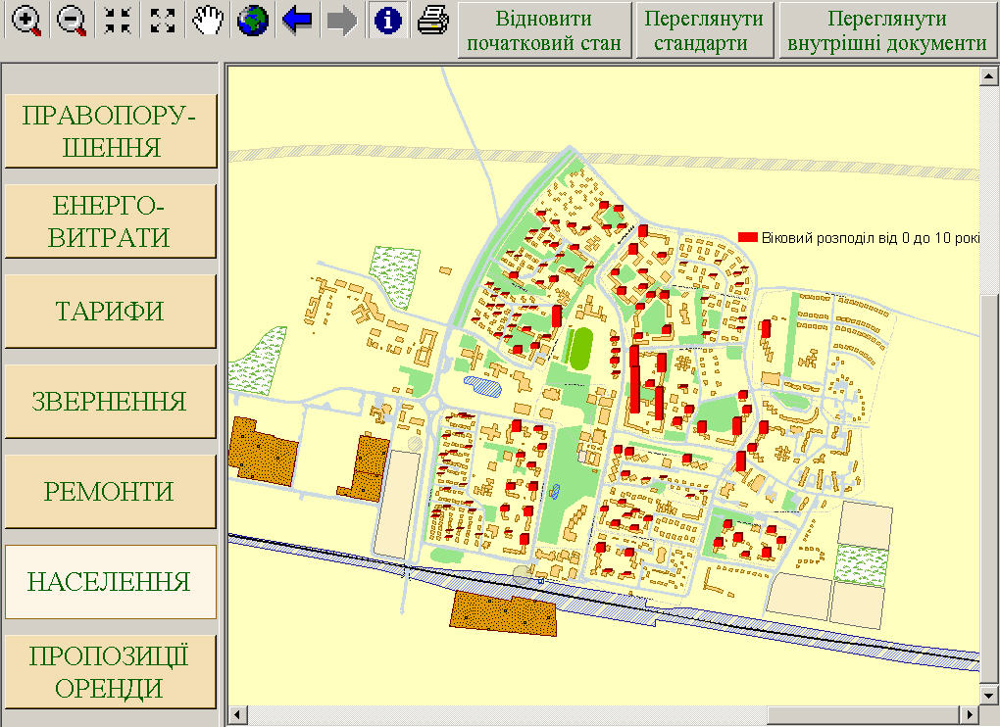 Відновити
початковий стан
Переглянути
стандарти
Переглянути
внутрішні документи
ПРАВОПОРУ-
ШЕННЯ
ЕНЕРГО-
ВИТРАТИ
ТАРИФИ
ЗВЕРНЕННЯ
РЕМОНТИ
НАСЕЛЕННЯ
ПРОПОЗИЦІЇ
ОРЕНДИ
Віковий розподіл від 0 до 10 рокі